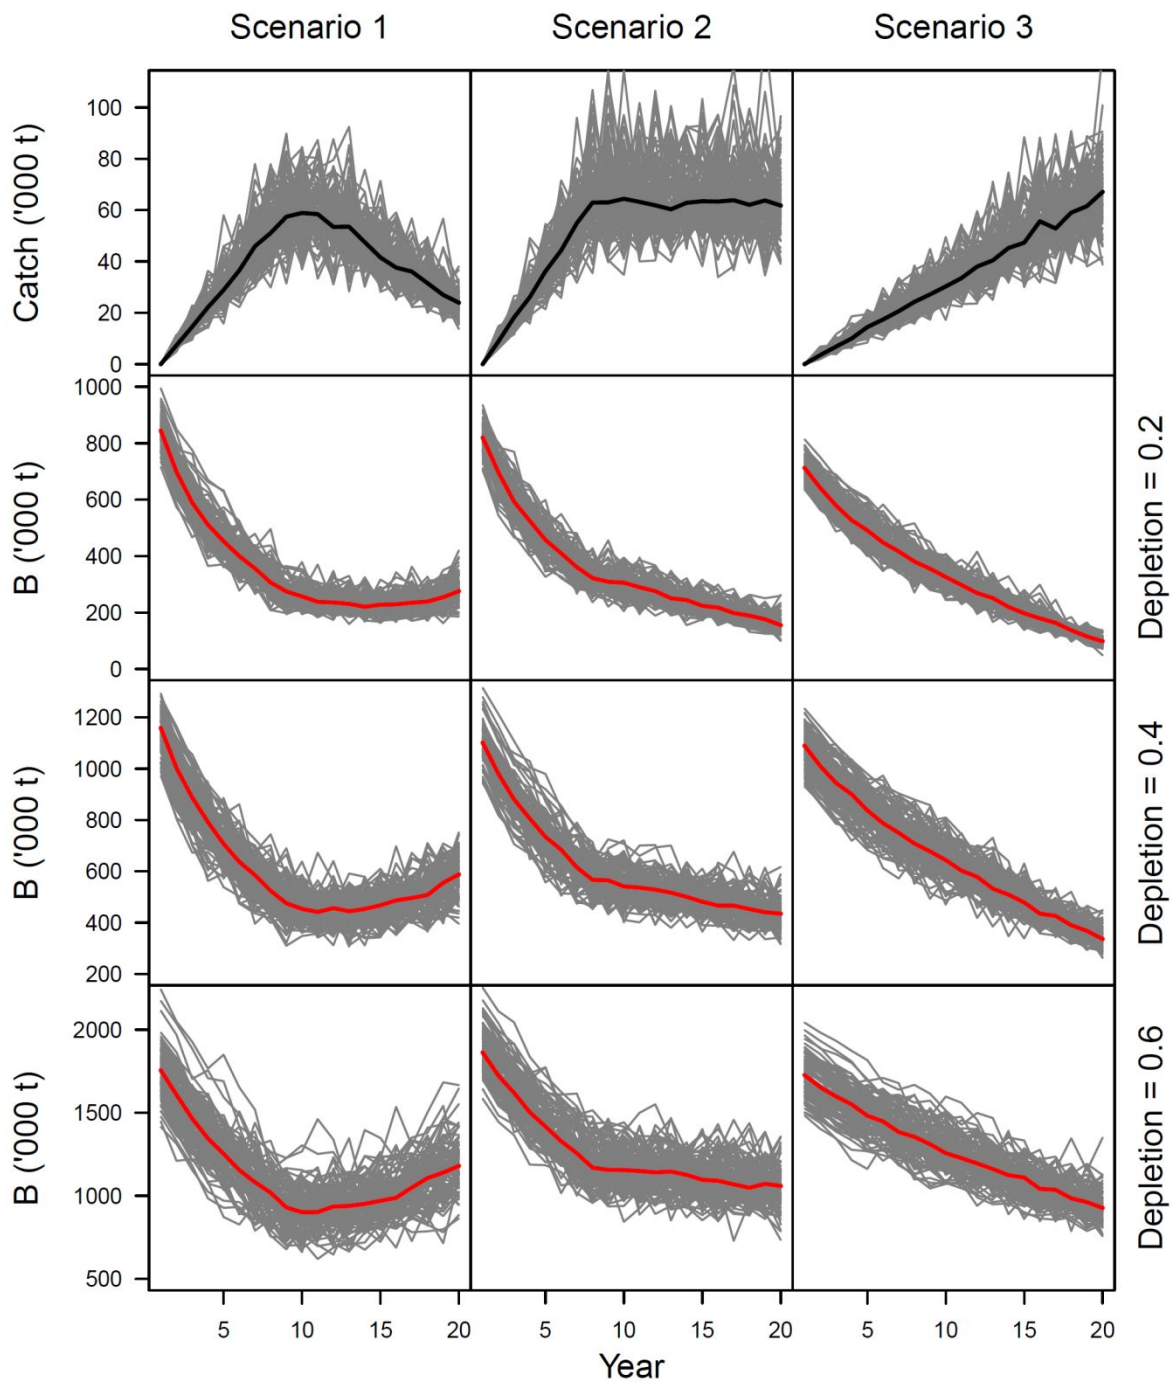 Scenario 1 Scenario 2 Scenario 3
Catch ('000 t)
100
80
60
40
20
0
B ('000 t)
1000
800
600
400
200
0
Depletion = 0.2
B ('000 t)
1200
1000
800
600
400
200
Depletion = 0.4
B ('000 t)
2000
1500
1000
500
Depletion = 0.6
5 10 15 20 5 10 15 20 5 10 15 20
Year